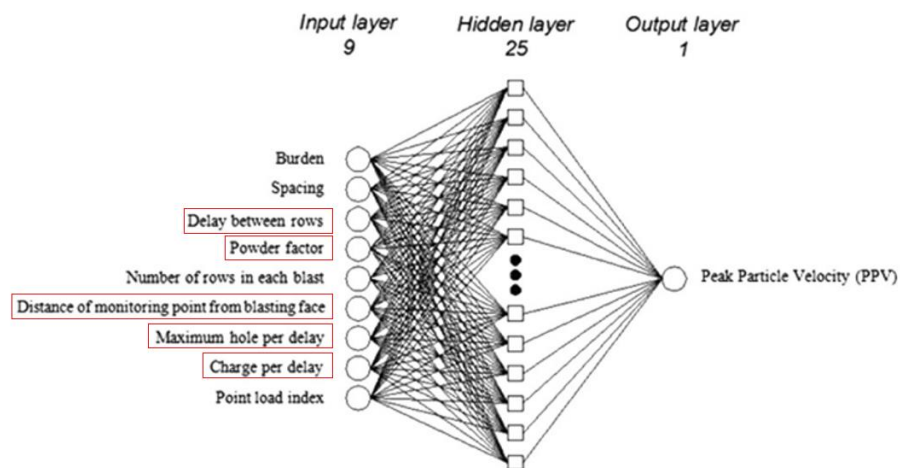 Input layer Hidden layer Output layer
9 25 1
Burden
Spacing
Delay between rows
Powder factor
Number of rows in each blast
Distance of monitoring point from blasting face
Maximum hole per delay
Charge per delay
Point load index
Peak Particle Velocity (PPV)